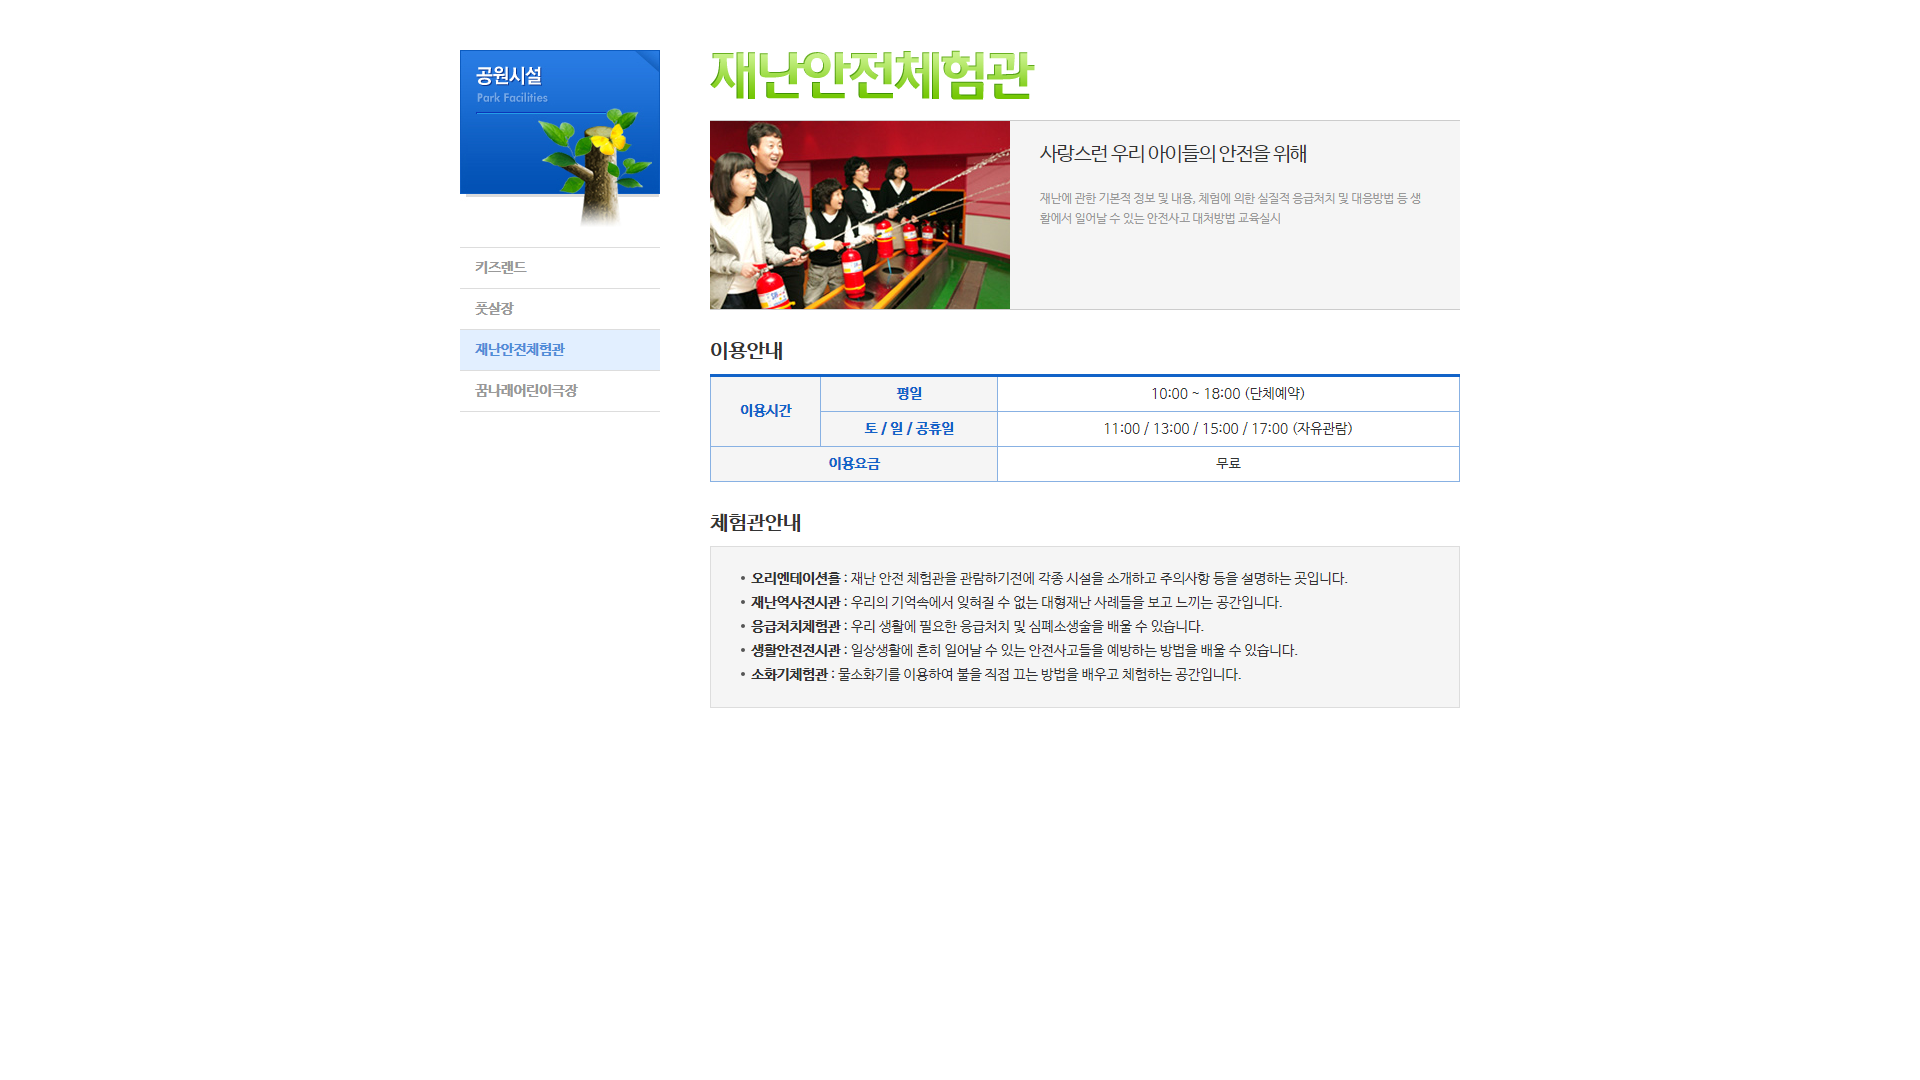 공원시설
Park Facilities
키즈랜드
풋살장
재난안전체험관
꿈나래어린이극장
재난안전체험관
사랑스런 우리 아이들의 안전을 위해
재난에 관한 기본적 정보 및 내용, 체험에 의한 실질적 응급처치 및 대응방법 등 생
활에서 일어날 수 있는 안전사고 대처방법 교육실시
이용안내
이용시간 평일 10:00 ~ 18:00 (단체예약)
토 / 일 / 공휴일 11:00 / 13:00 / 15:00 / 17:00 (자유관람)
이용요금 무료
체험관안내
• 오리엔테이션홀 : 재난 안전 체험관을 관람하기전에 각종 시설을 소개하고 주의사항 등을 설명하는 곳입니다.
• 재난역사전시관 : 우리의 기억속에서 잊혀질 수 없는 대형재난 사례들을 보고 느끼는 공간입니다.
• 응급처치체험관 : 우리 생활에 필요한 응급처치 및 심폐소생술을 배울 수 있습니다.
• 생활안전전시관 : 일상생활에 흔히 일어날 수 있는 안전사고들을 예방하는 방법을 배울 수 있습니다.
• 소화기체험관 : 물소화기를 이용하여 불을 직접 끄는 방법을 배우고 체험하는 공간입니다.